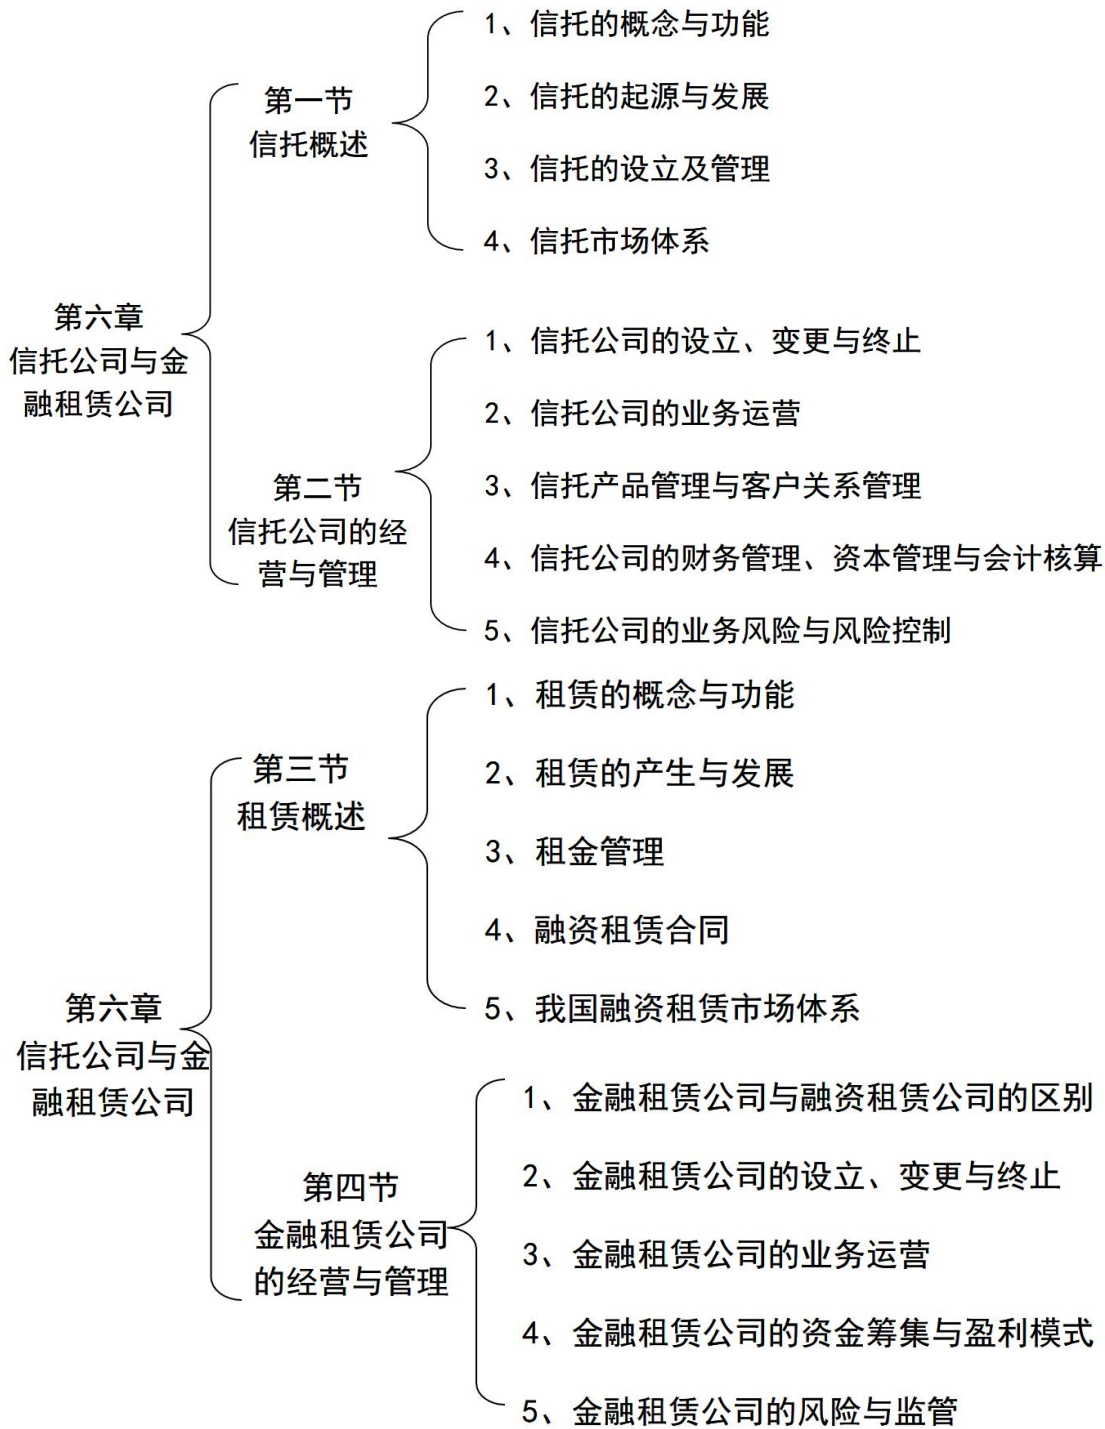 第六章
信托公司与金
融租赁公司
第一节
信托概述
1、信托的概念与功能
2、信托的起源与发展
3、信托的设立及管理
4、信托市场体系
第二节
信托公司的经
营与管理
1、信托公司的设立、变更与终止
2、信托公司的业务运营
3、信托产品管理与客户关系管理
4、信托公司的财务管理、资本管理与会计核算
5、信托公司的业务风险与风险控制
第六章
信托公司与金
融租赁公司
第三节
租赁概述
1、租赁的概念与功能
2、租赁的产生与发展
3、租金管理
4、融资租赁合同
5、我国融资租赁市场体系
第四节
金融租赁公司
的经营与管理
1、金融租赁公司与融资租赁公司的区别
2、金融租赁公司的设立、变更与终止
3、金融租赁公司的业务运营
4、金融租赁公司的资金筹集与盈利模式
5、金融租赁公司的风险与监管